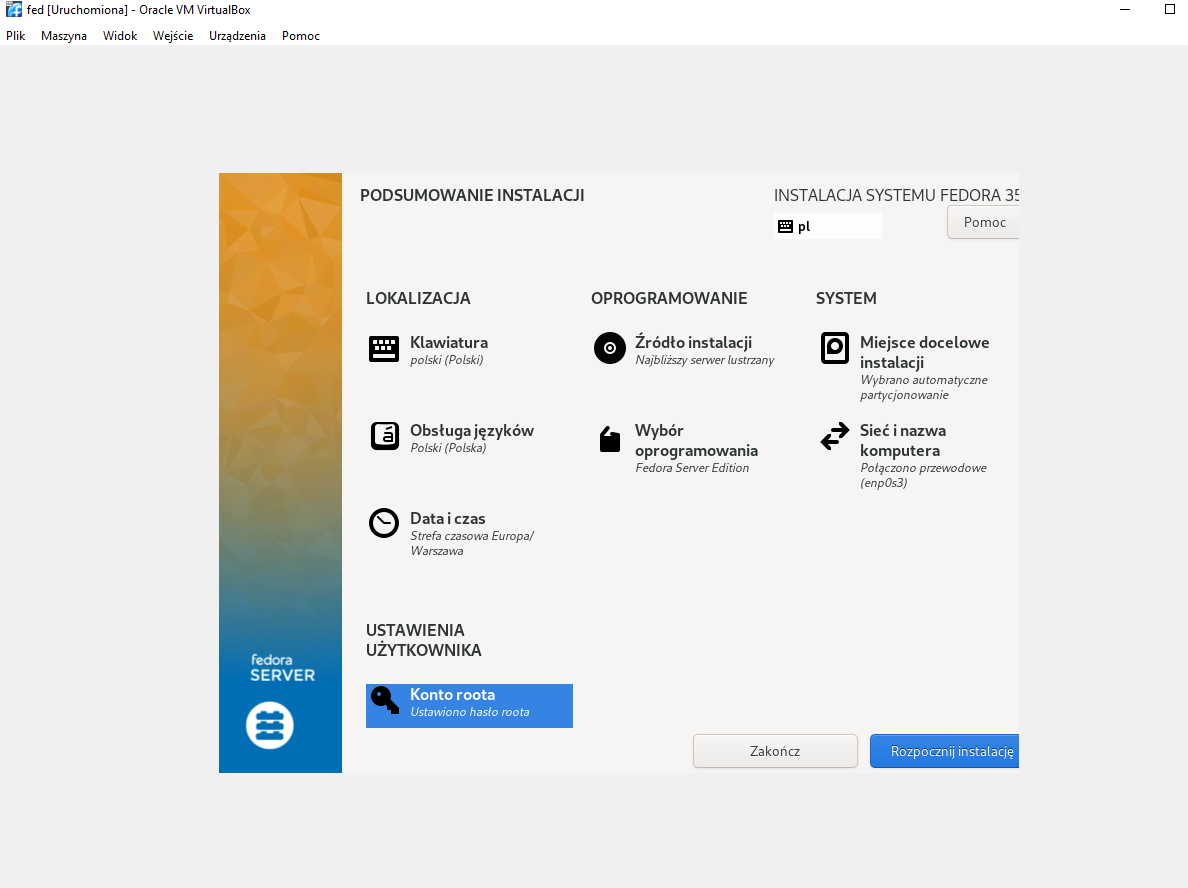 fed [Uruchomiona] - Oracle VM VirtualBox
Plik Maszyna Widok Wejście Urządzenia Pomoc
PODSUMOWANIE INSTALACJI
INSTALACJA SYSTEMU FEDORA 35
pl
Pomoc
LOKALIZACJA
Klawiatura
polski (Polski)
Obsługa języków
Polski (Polska)
Data i czas
Strefa czasowa Europa/
Warszawa
OPROGRAMOWANIE
Źródło instalacji
Najbliższy serwer lustrzany
Wybór
oprogramowania
Fedora Server Edition
SYSTEM
Miejsce docelowe
instalacji
Wybrano automatyczne
partycjonowanie
Sieć i nazwa
komputera
Połączono przewodowe
(enp0s3)
USTAWIENIA
UŻYTKOWNIKA
Konto roota
Ustawiono hasło roota
fedora
SERVER
Zakończ
Rozpocznij instalację